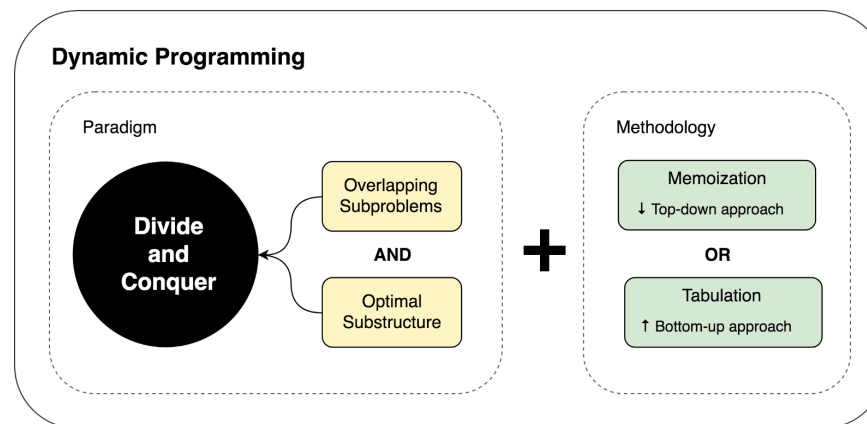 Dynamic Programming
Paradigm
Divide
and
Conquer
Overlapping
Subproblems
AND
Optimal
Substructure
+
Methodology
Memoization
↓ Top-down approach
OR
Tabulation
↑ Bottom-up approach